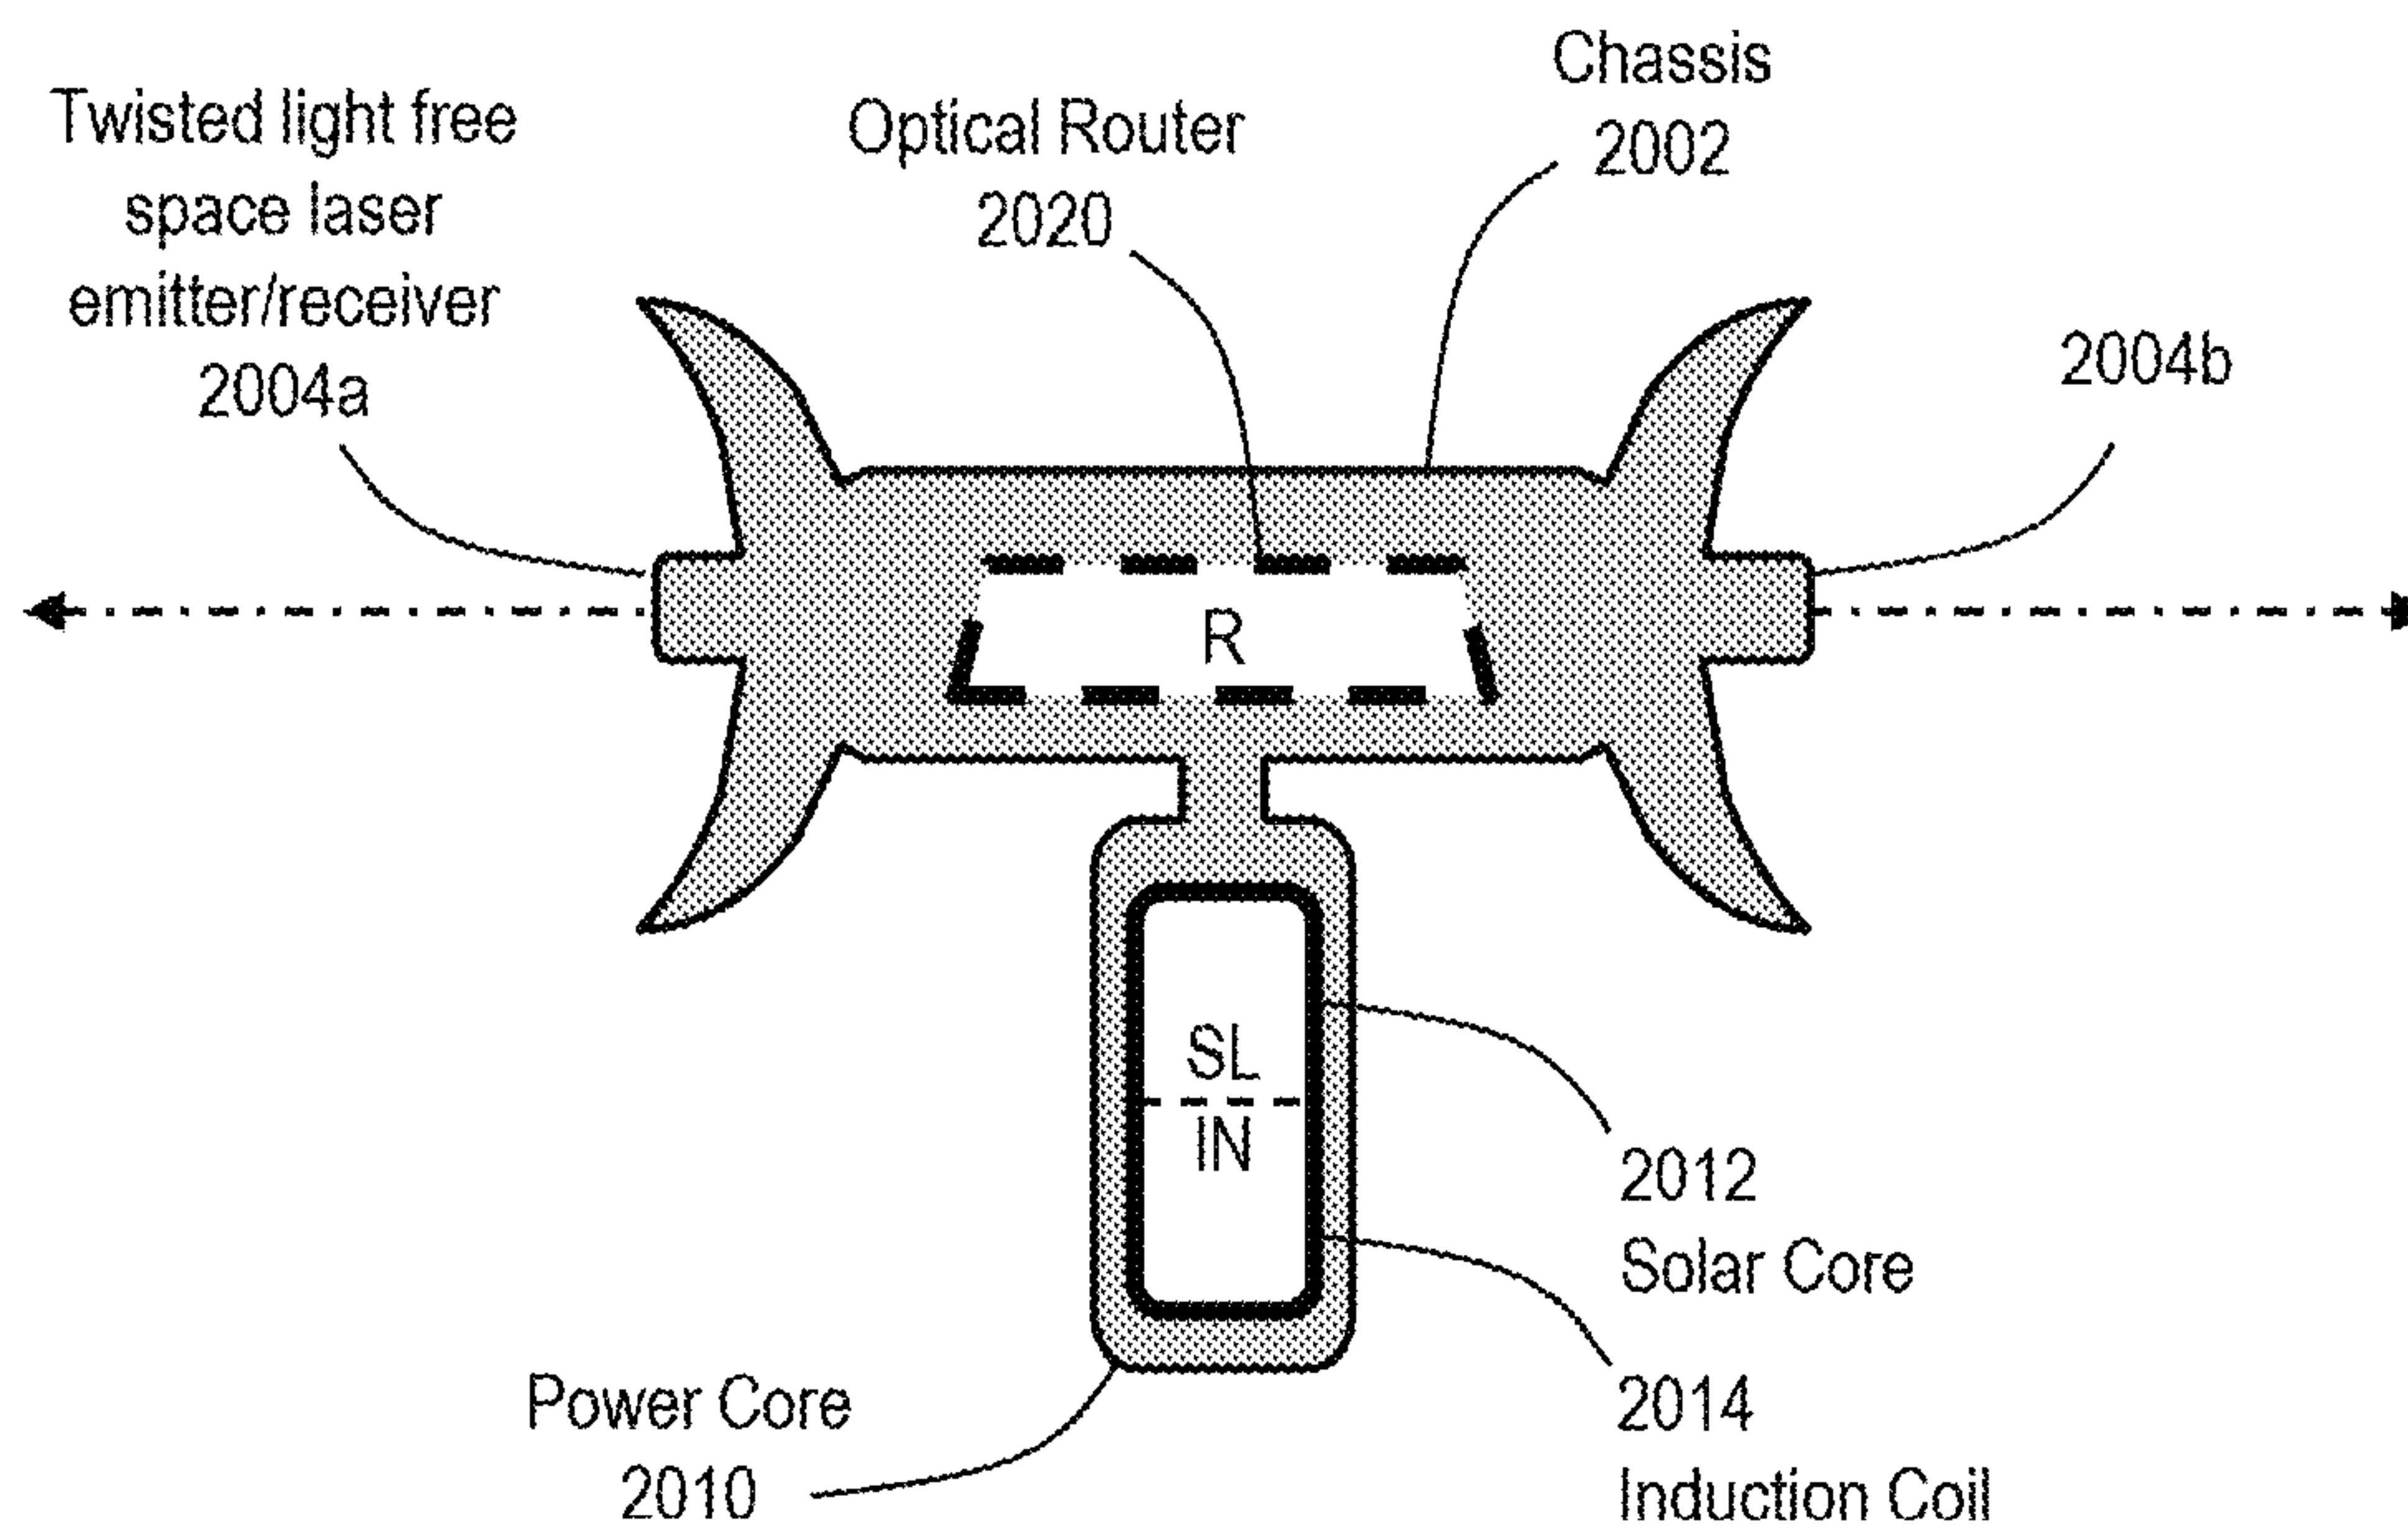 Twisted light free
space laser
emitter/receiver
2004a
Optical Router
2020
Chassis
2002
2004b
R
SL
IN
2012
Solar Core
2014
Induction Coil
Power Core
2010